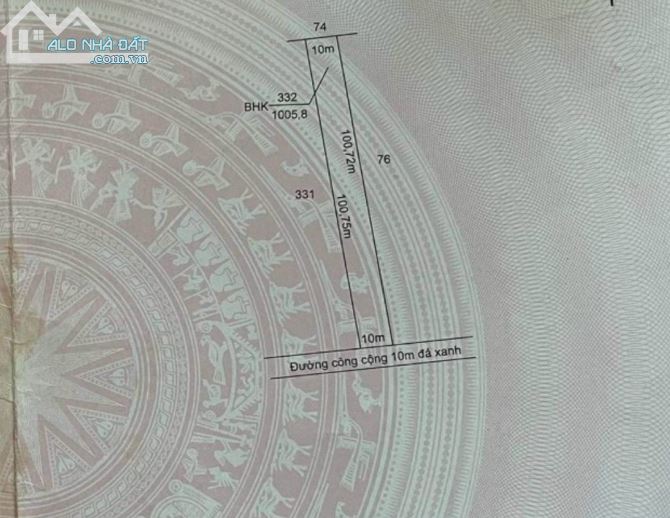 ALO NHÀ ĐẤT
.com.vn
74
10m
BHK 332
1005.8
100,72m
76
331
100,75m
10m
Đường công cộng 10m đá xanh